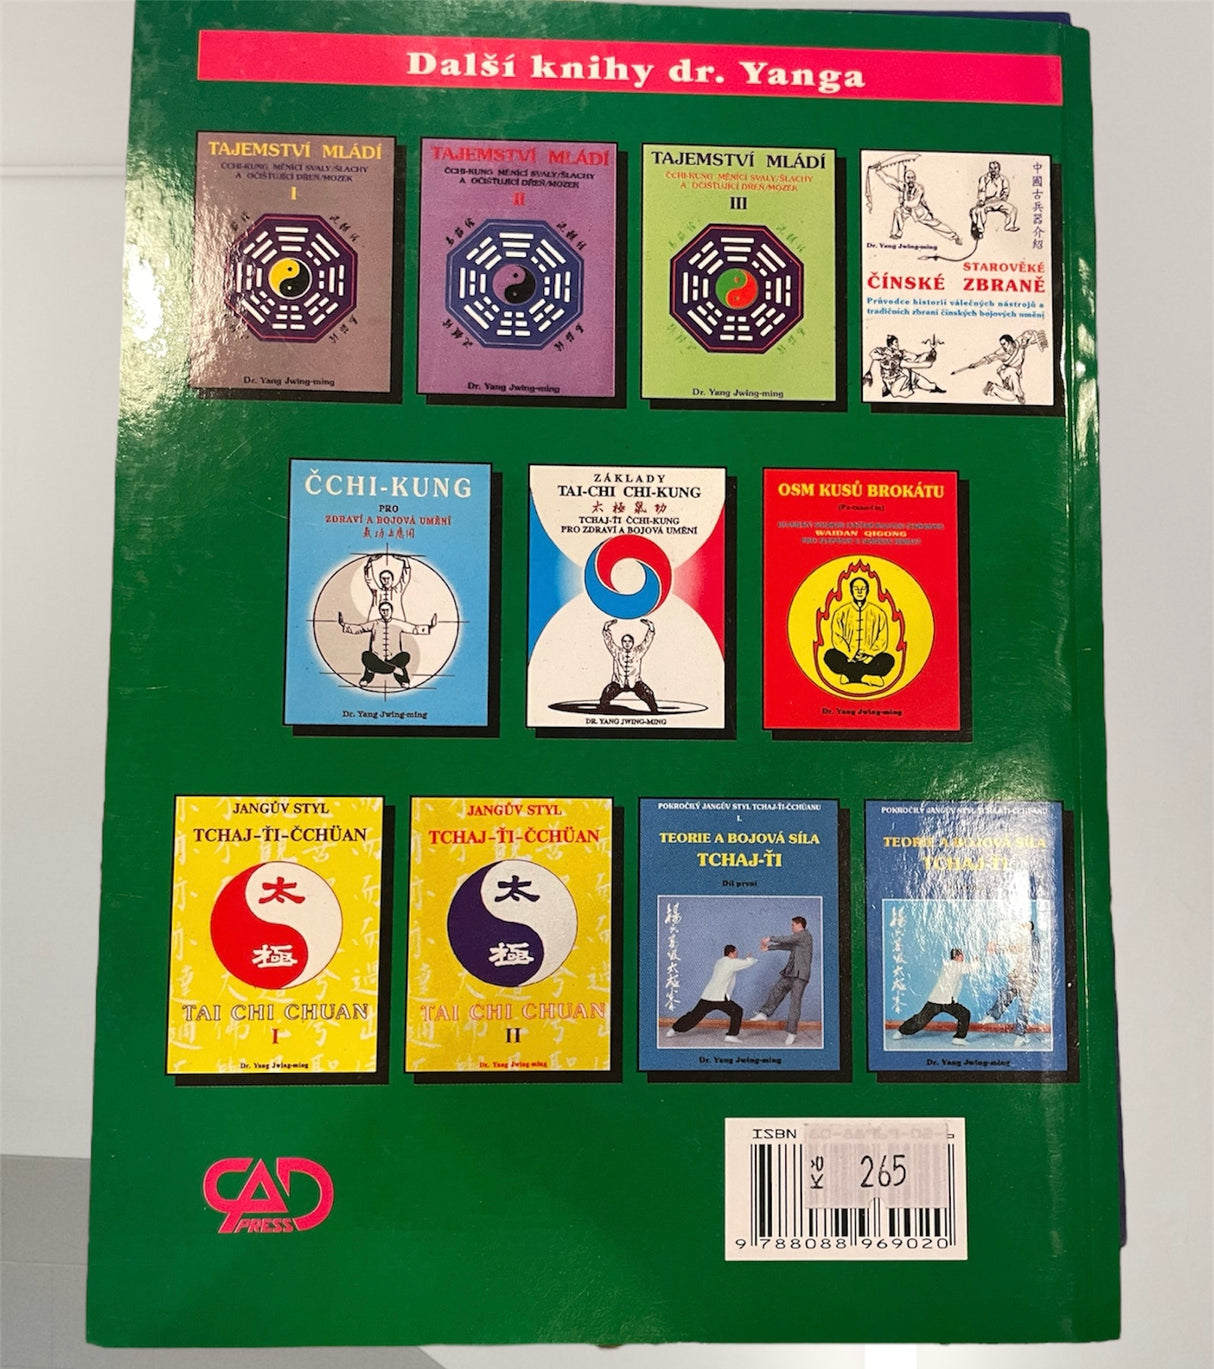 Další knihy dr. Yanga
TAJEMSTVÍ MLÁDÍ
ČCHI-KUNG MĚNÍCÍ SVALY/ŠLACHY
A OČIŠŤUJÍCÍ DŘEŇ/MOZEK
I
Dr. Yang Jwing-ming
TAJEMSTVÍ MLÁDÍ
ČCHI-KUNG MĚNÍCÍ SVALY/ŠLACHY
A OČIŠŤUJÍCÍ DŘEŇ/MOZEK
II
Dr. Yang Jwing-ming
TAJEMSTVÍ MLÁDÍ
ČCHI-KUNG MĚNÍCÍ SVALY/ŠLACHY
A OČIŠŤUJÍCÍ DŘEŇ/MOZEK
III
Dr. Yang Jwing-ming
中國古兵器介紹
Dr. Yang Jwing-ming
STAROVĚKÉ
ČÍNSKÉ ZBRANĚ
Průvodce historií válečných nástrojů a
tradičních zbraní čínských bojových umění
ČCHI-KUNG
PRO
ZDRAVÍ A BOJOVÁ UMĚNÍ
Dr. Yang Jwing-ming
ZÁKLADY
TAI-CHI CHI-KUNG
太極氣功
TCHAJ-ŤI ČCHI-KUNG
PRO ZDRAVÍ A BOJOVÁ UMĚNÍ
DR. YANG JWING-MING
OSM KUSŮ BROKÁTU
WAIDAN QIGONG
Dr. Yang Jwing-ming
JANGŮV STYL
TCHAJ-ŤI-ČCHÜAN
太
極
TAI CHI CHUAN
I
Dr. Yang Jwing-ming
JANGŮV STYL
TCHAJ-ŤI-ČCHÜAN
太
極
TAI CHI CHUAN
II
Dr. Yang Jwing-ming
POKROČILÝ JANGŮV STYL TCHAJ-ŤI-ČCHÜANU
I.
TEORIE A BOJOVÁ SÍLA
TCHAJ-ŤI
Díl první
Dr. Yang Jwing-ming
POKROČILÝ JANGŮV STYL TCHAJ-ŤI-ČCHÜANU
TEORIE A BOJOVÁ SÍLA
TCHAJ-ŤI
Dr. Yang Jwing-ming
CAD
PRESS
ISBN
Kč 265
9 788088 969020